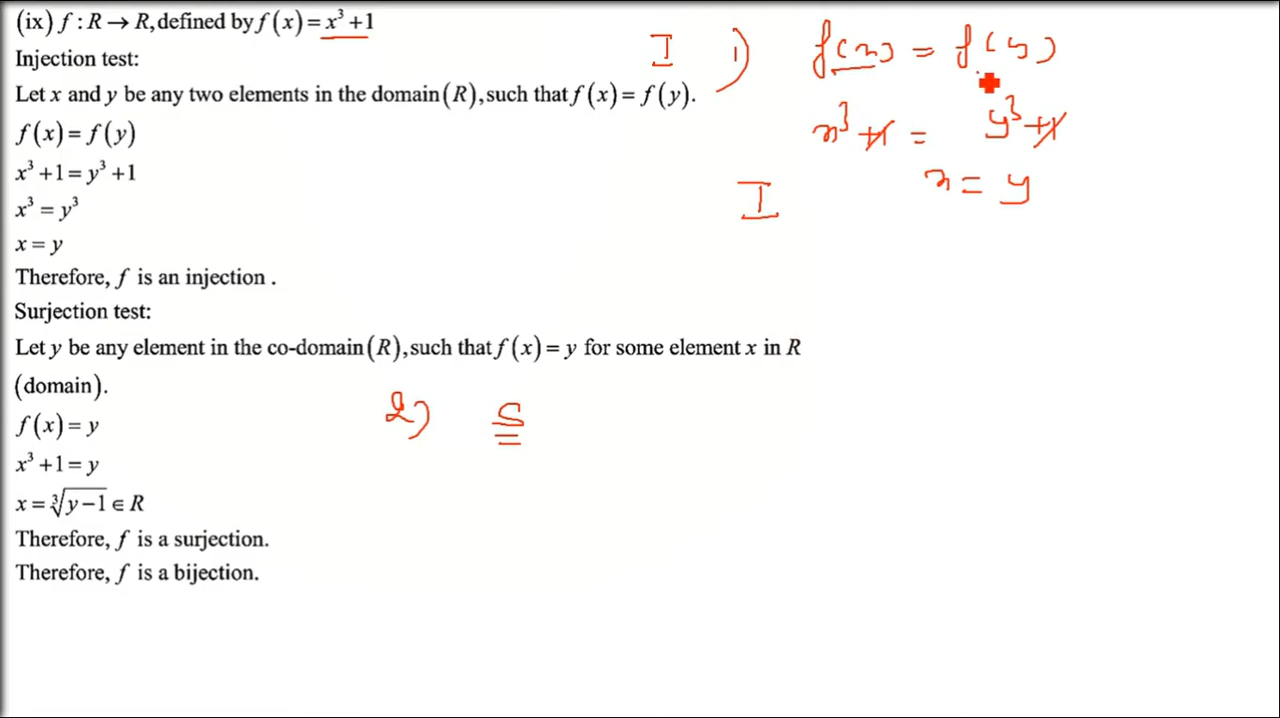 (ix) f : R → R, defined by f(x) = x³ + 1
Injection test:
Let x and y be any two elements in the domain (R), such that f(x) = f(y).
f(x) = f(y)
x³ + 1 = y³ + 1
x³ = y³
x = y
Therefore, f is an injection .
Surjection test:
Let y be any element in the co-domain (R), such that f(x) = y for some element x in R
(domain).
f(x) = y
x³ + 1 = y
x = ∛(y − 1) ∈ R
Therefore, f is a surjection.
Therefore, f is a bijection.
I 1) f(x) = f(y)
x³ + 1 = y³ + 1
x = y
I
2) S